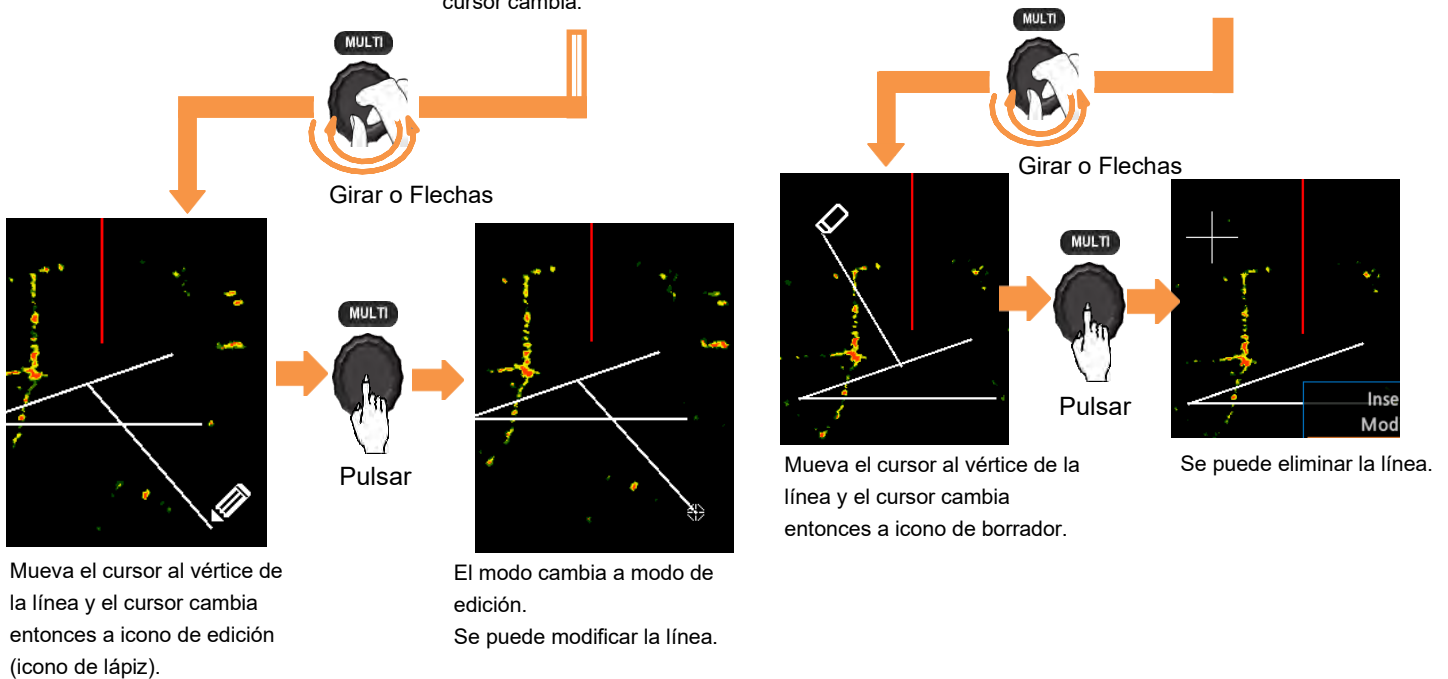 cursor cambia.
MULTI
Girar o Flechas
MULTI
Pulsar
Mueva el cursor al vértice de
la línea y el cursor cambia
entonces a icono de edición
(icono de lápiz).
El modo cambia a modo de
edición.
Se puede modificar la línea.
MULTI
Girar o Flechas
MULTI
Pulsar
Inse
Mod
Mueva el cursor al vértice de la
línea y el cursor cambia
entonces a icono de borrador.
Se puede eliminar la línea.